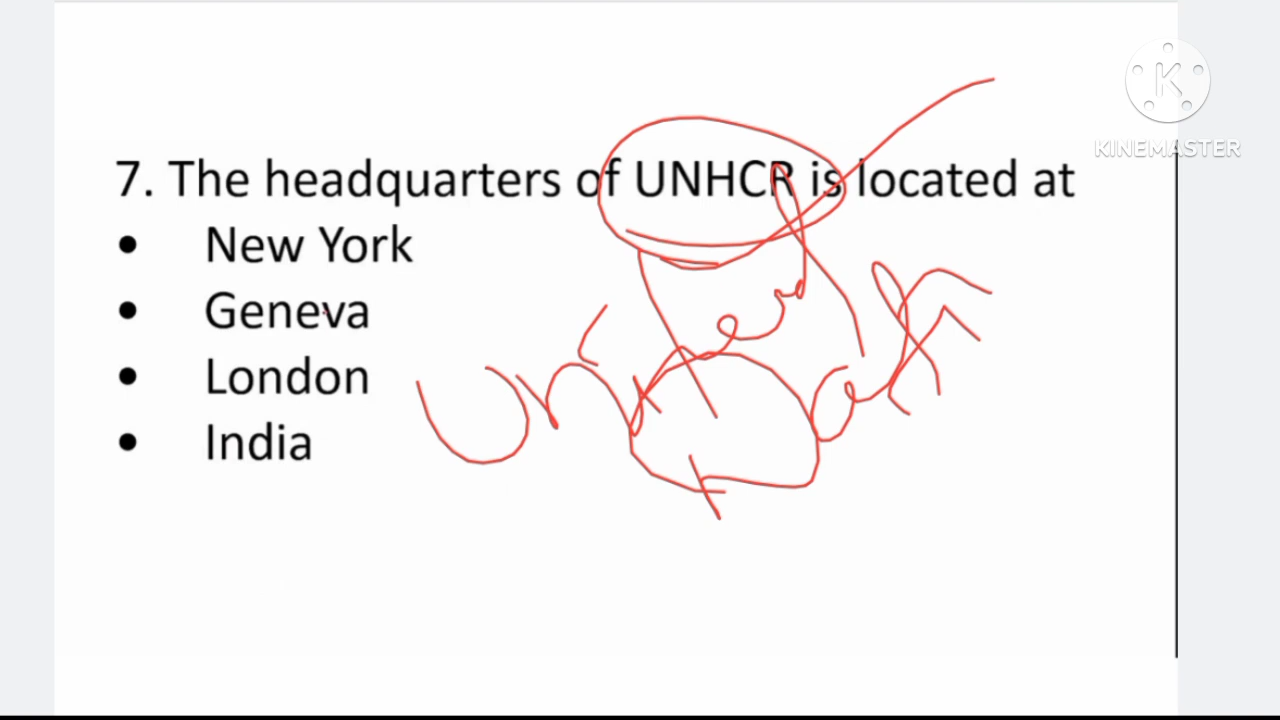 7. The headquarters of UNHCR is located at
• New York
• Geneva
• London
• India
K
KINEMASTER